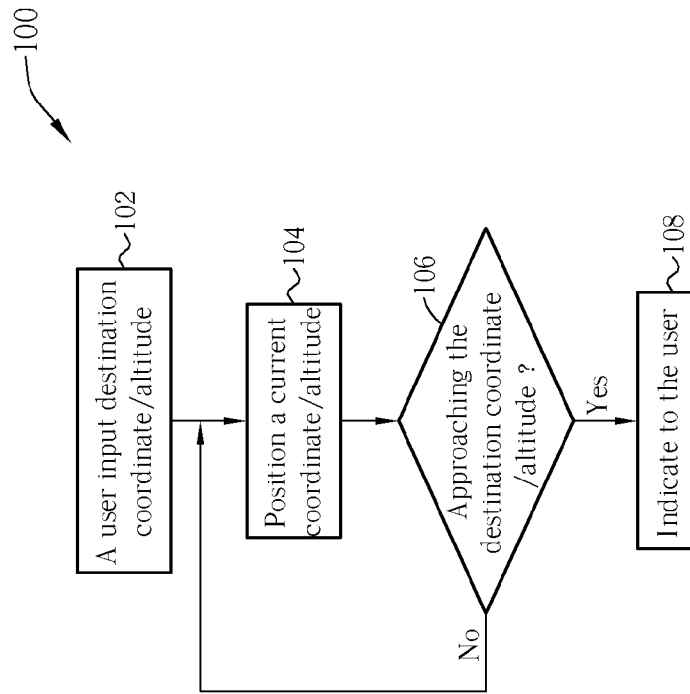 100
102
A user input destination
coordinate/altitude
104
Position a current
coordinate/altitude
106
Approaching the
destination coordinate
/altitude ?
No
Yes
108
Indicate to the user